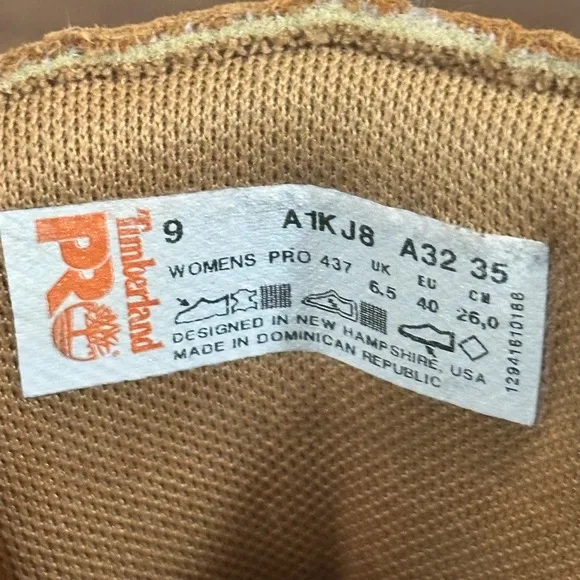 Timberland
PRO
9 A1KJ8 A32 35
WOMENS PRO 437 UK EU CM
6.5 40 26,0
DESIGNED IN NEW HAMPSHIRE, USA
MADE IN DOMINICAN REPUBLIC
12941610188